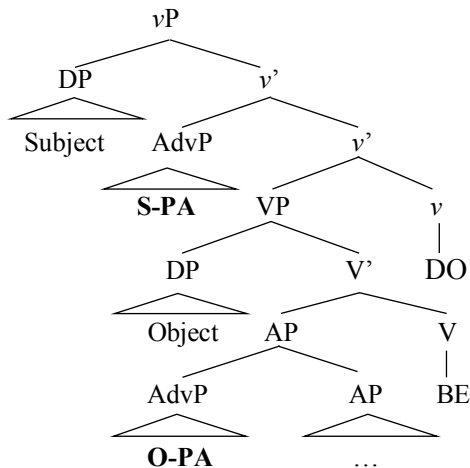 vP
DP v’
Subject AdvP v’
S-PA VP v
DP V’ DO
Object AP V
AdvP AP BE
O-PA ...